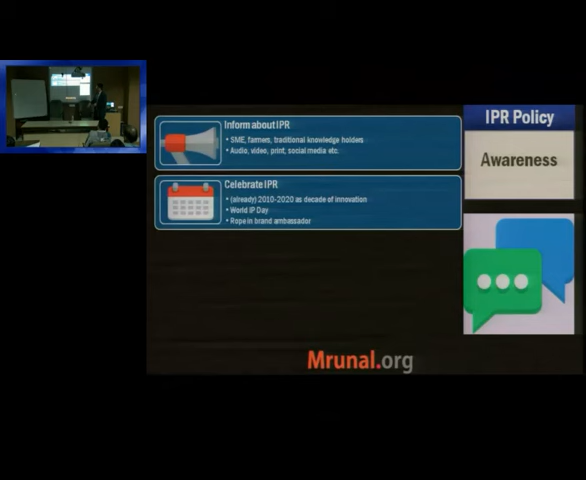 Inform about IPR
• SME, farmers, traditional knowledge holders
• Audio, video, print, social media etc.
Celebrate IPR
• (already) 2010-2020 as decade of innovation
• World IP Day
• Rope in brand ambassador
IPR Policy
Awareness
Mrunal.org